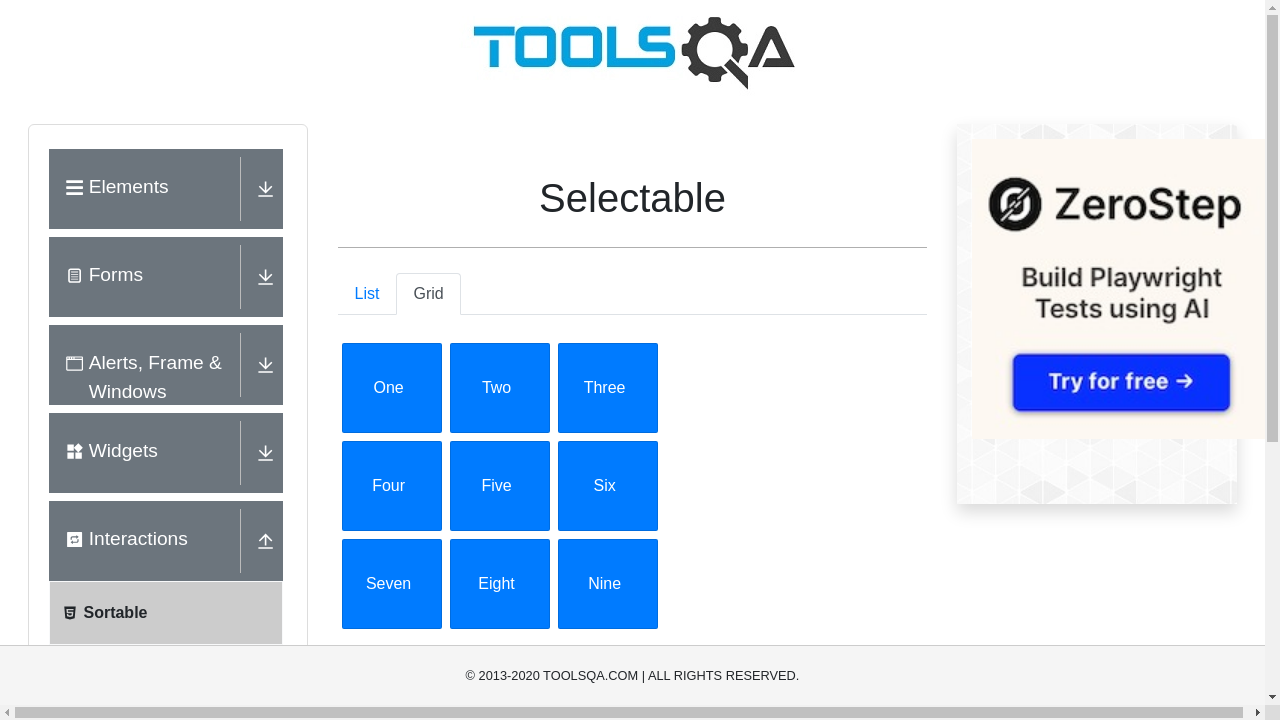 TOOLSQA
Elements
Forms
Alerts, Frame &
Windows
Widgets
Interactions
Sortable
Selectable
List
Grid
One
Two
Three
Four
Five
Six
Seven
Eight
Nine
ZeroStep
Build Playwright
Tests using AI
Try for free →
© 2013-2020 TOOLSQA.COM | ALL RIGHTS RESERVED.